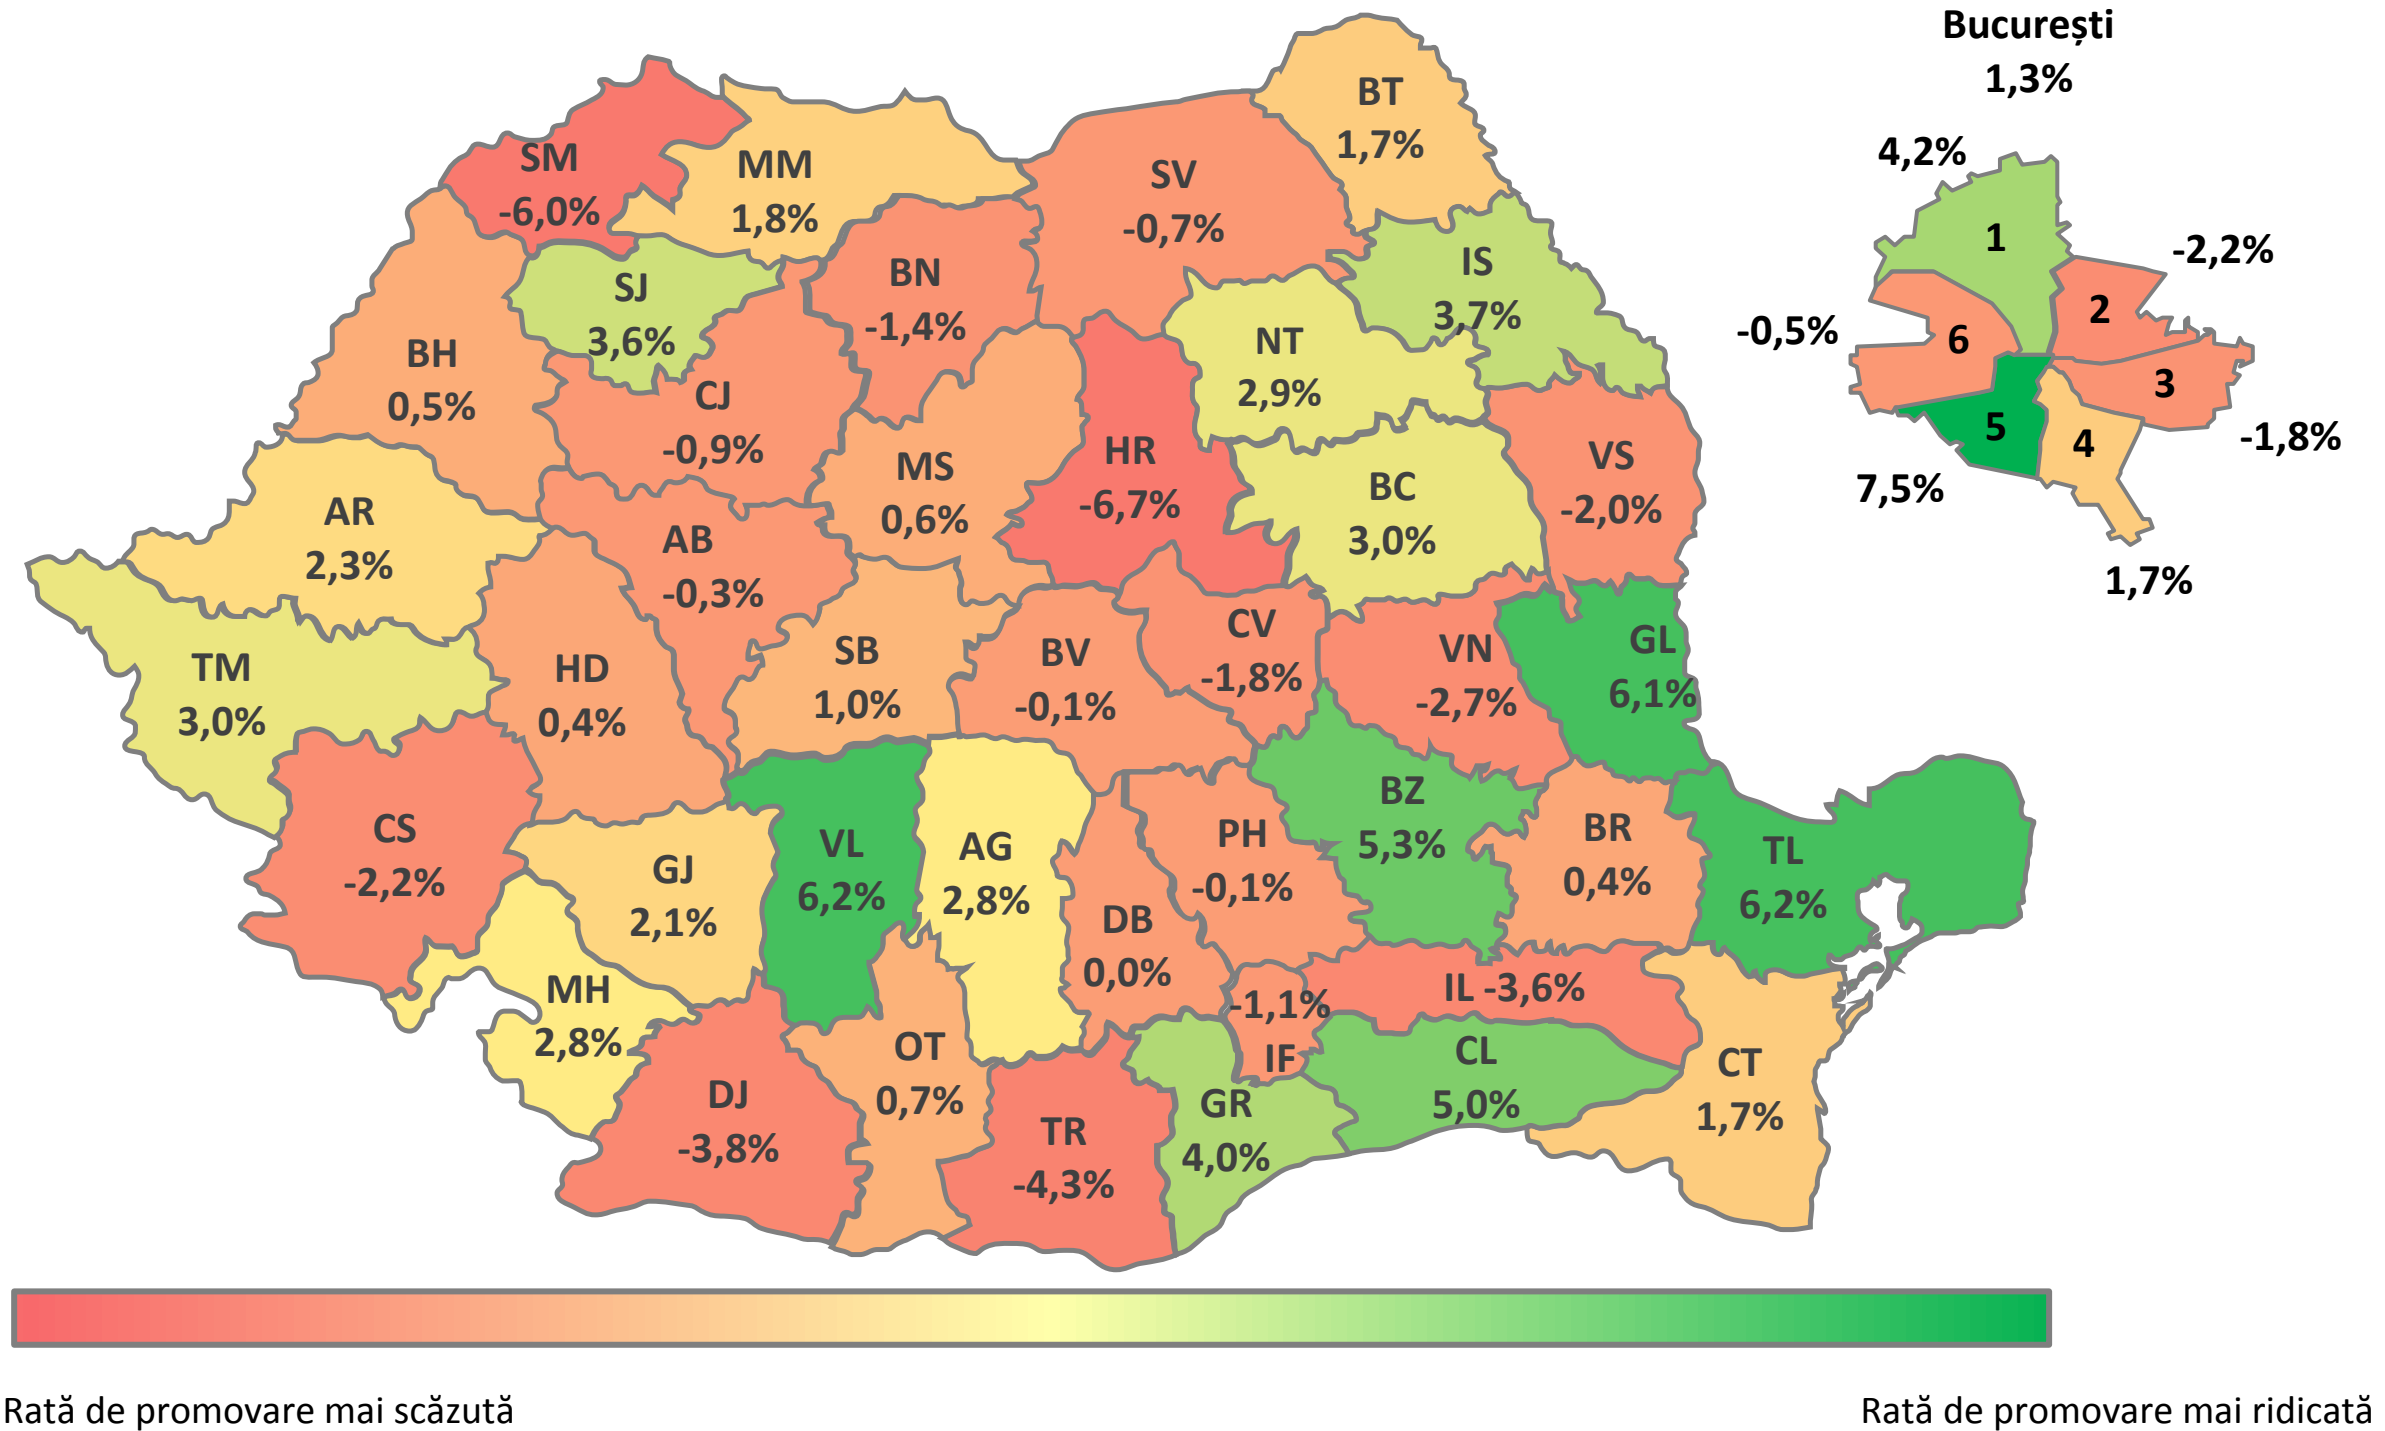 București
1,3%
BT
1,7%
SM
-6,0%
MM
1,8%
SV
-0,7%
4,2%
1
-2,2%
2
-0,5%
6
3
-1,8%
5
4
7,5%
1,7%
IS
3,7%
SJ
3,6%
BN
-1,4%
NT
2,9%
BH
0,5%
CJ
-0,9%
HR
-6,7%
MS
0,6%
BC
3,0%
VS
-2,0%
AR
2,3%
AB
-0,3%
TM
3,0%
HD
0,4%
SB
1,0%
BV
-0,1%
CV
-1,8%
VN
-2,7%
GL
6,1%
CS
-2,2%
GJ
2,1%
VL
6,2%
AG
2,8%
PH
-0,1%
BZ
5,3%
BR
0,4%
TL
6,2%
DB
0,0%
MH
2,8%
-1,1%
IF
IL -3,6%
OT
0,7%
CL
5,0%
CT
1,7%
DJ
-3,8%
TR
-4,3%
GR
4,0%
Rată de promovare mai scăzută
Rată de promovare mai ridicată